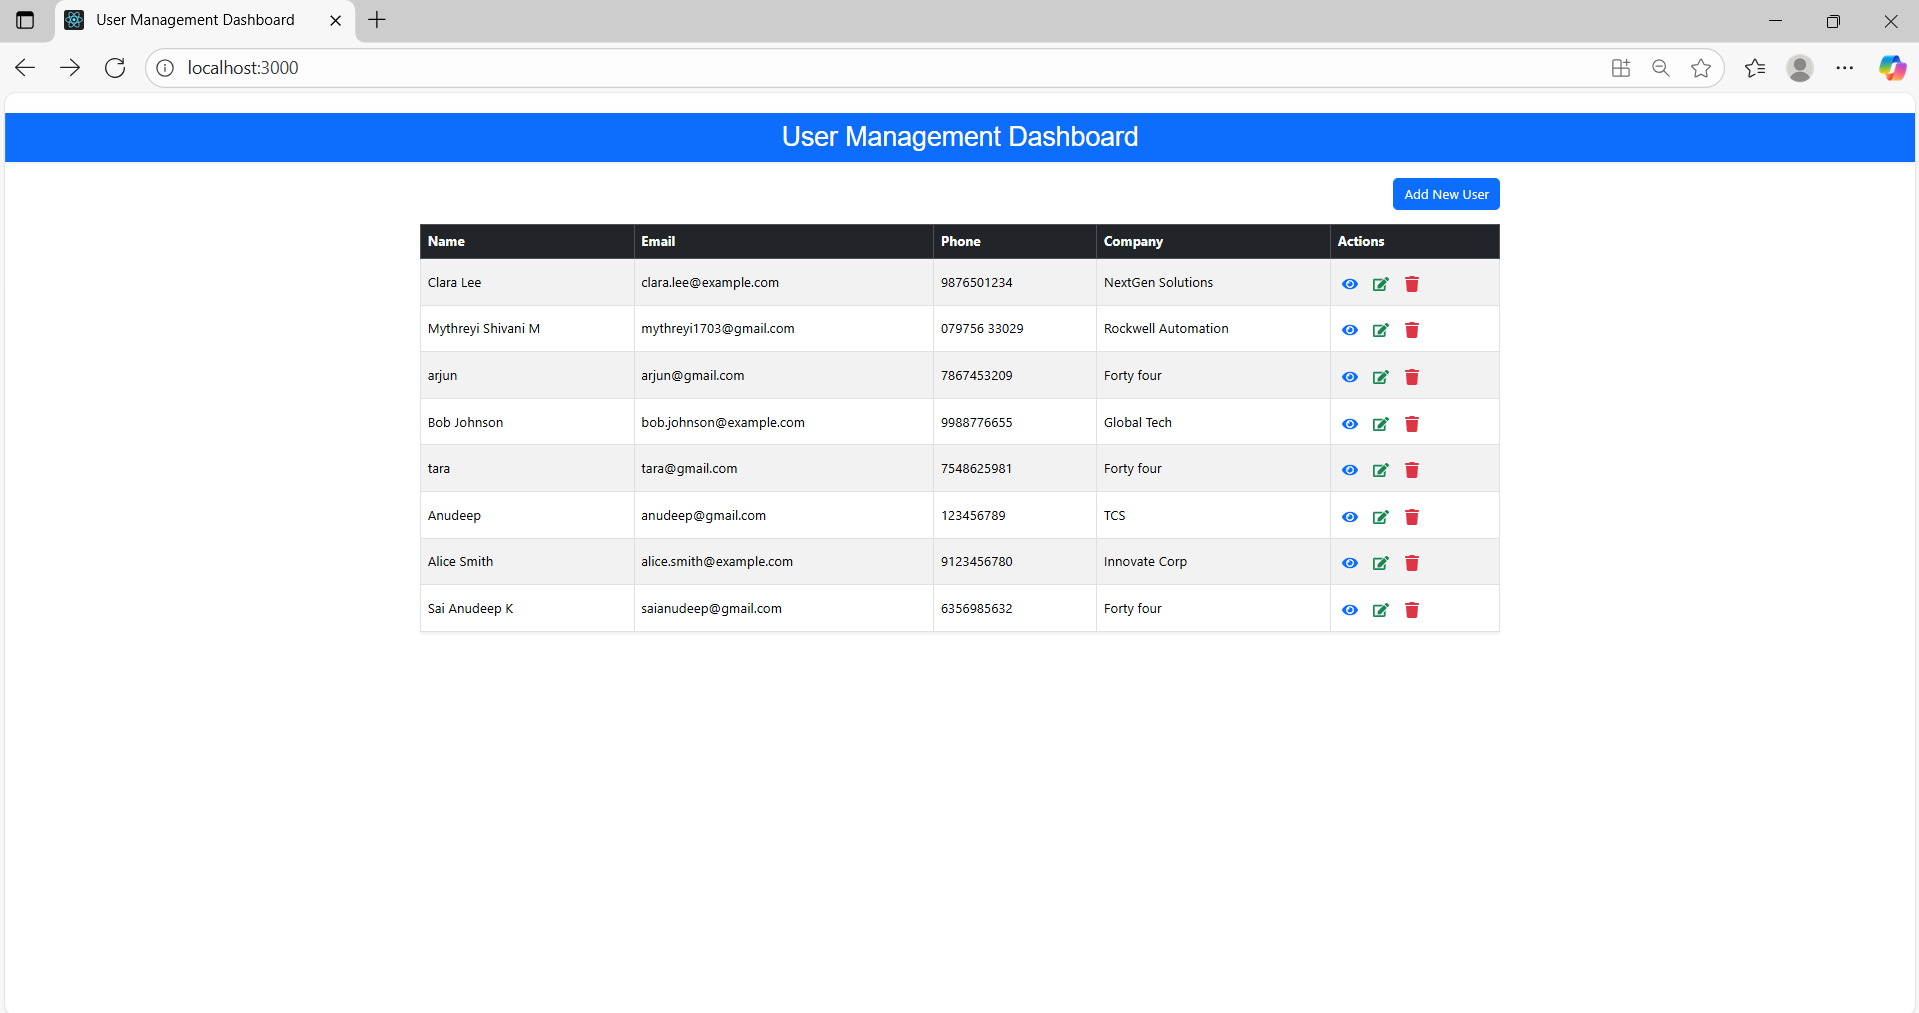 User Management Dashboard
localhost:3000
User Management Dashboard
Add New User
Name Email Phone Company Actions
Clara Lee clara.lee@example.com 9876501234 NextGen Solutions
Mythreyi Shivani M mythreyi1703@gmail.com 079756 33029 Rockwell Automation
arjun arjun@gmail.com 7867453209 Forty four
Bob Johnson bob.johnson@example.com 9988776655 Global Tech
tara tara@gmail.com 7548625981 Forty four
Anudeep anudeep@gmail.com 123456789 TCS
Alice Smith alice.smith@example.com 9123456780 Innovate Corp
Sai Anudeep K saianudeep@gmail.com 6356985632 Forty four